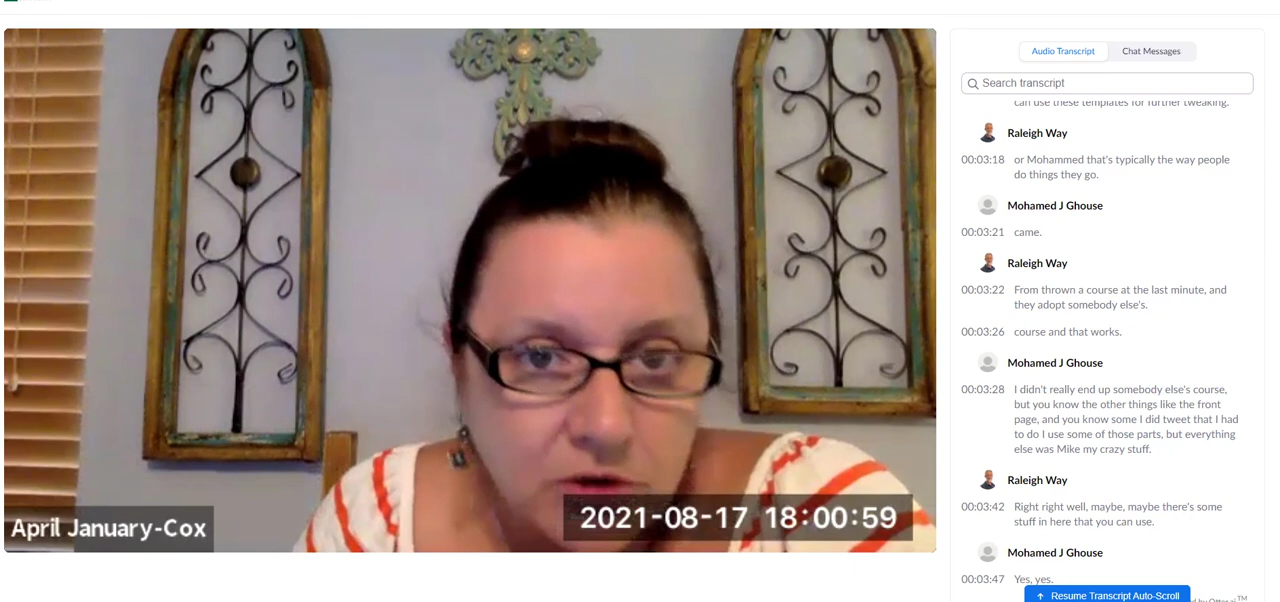 Audio Transcript
Chat Messages
Search transcript
can use these templates for further tweaking.
Raleigh Way
00:03:18 or Mohammed that's typically the way people
do things they go.
Mohamed J Ghouse
00:03:21 came.
Raleigh Way
00:03:22 From thrown a course at the last minute, and
they adopt somebody else's.
00:03:26 course and that works.
Mohamed J Ghouse
00:03:28 I didn't really end up somebody else's course,
but you know the other things like the front
page, and you know some I did tweet that I had
to do I use some of those parts, but everything
else was Mike my crazy stuff.
Raleigh Way
00:03:42 Right right well, maybe, maybe there's some
stuff in here that you can use.
Mohamed J Ghouse
00:03:47 Yes, yes.
Resume Transcript Auto-Scroll
April January-Cox
2021-08-17 18:00:59